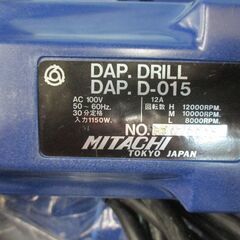 DAP. DRILL
DAP. D-015
AC 100V 12A
50～60Hz. 回転数 H 12000RPM.
30分定格 M 10000RPM.
入力1150W. L 8000RPM.
NO.
MITACHI
TOKYO JAPAN